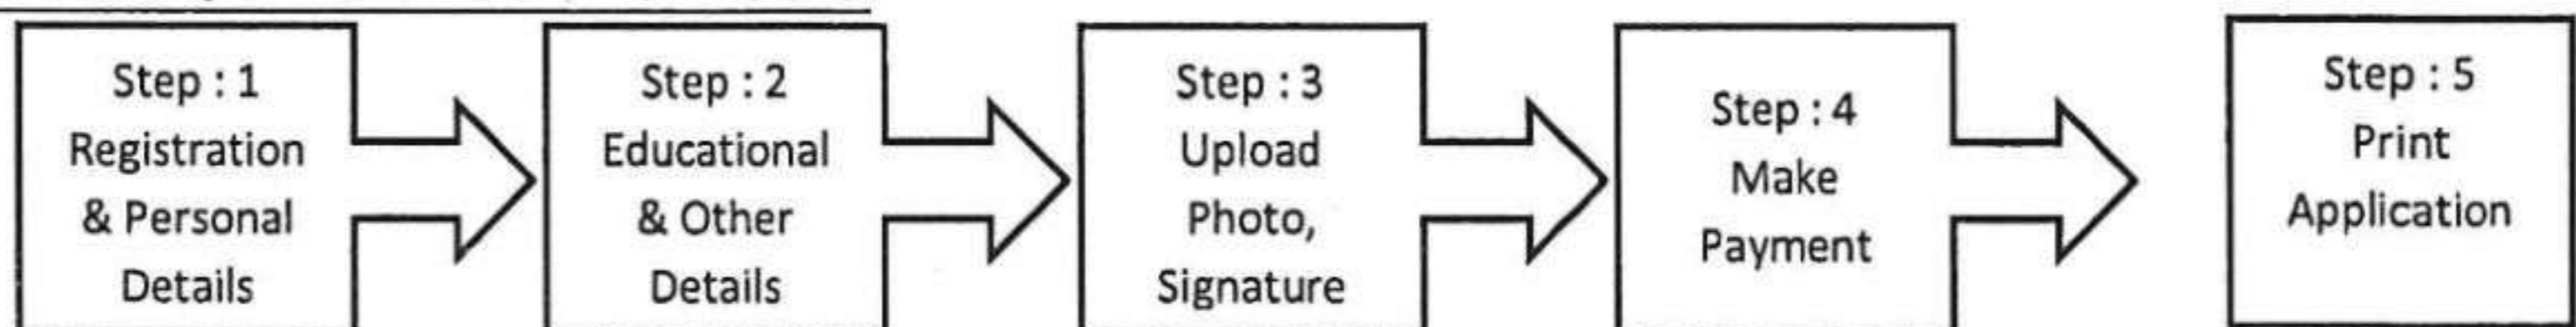 Step : 1
Registration
& Personal
Details
Step : 2
Educational
& Other
Details
Step : 3
Upload
Photo,
Signature
Step : 4
Make
Payment
Step : 5
Print
Application